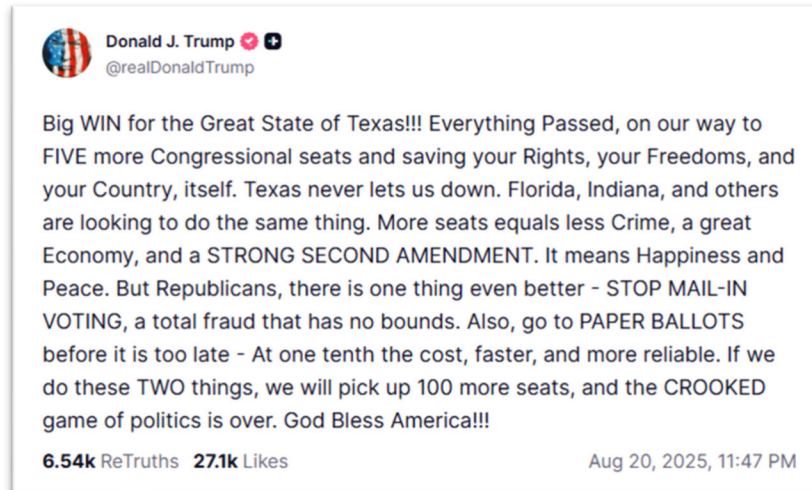 Donald J. Trump
@realDonaldTrump
Big WIN for the Great State of Texas!!! Everything Passed, on our way to
FIVE more Congressional seats and saving your Rights, your Freedoms, and
your Country, itself. Texas never lets us down. Florida, Indiana, and others
are looking to do the same thing. More seats equals less Crime, a great
Economy, and a STRONG SECOND AMENDMENT. It means Happiness and
Peace. But Republicans, there is one thing even better - STOP MAIL-IN
VOTING, a total fraud that has no bounds. Also, go to PAPER BALLOTS
before it is too late - At one tenth the cost, faster, and more reliable. If we
do these TWO things, we will pick up 100 more seats, and the CROOKED
game of politics is over. God Bless America!!!
6.54k ReTruths 27.1k Likes Aug 20, 2025, 11:47 PM